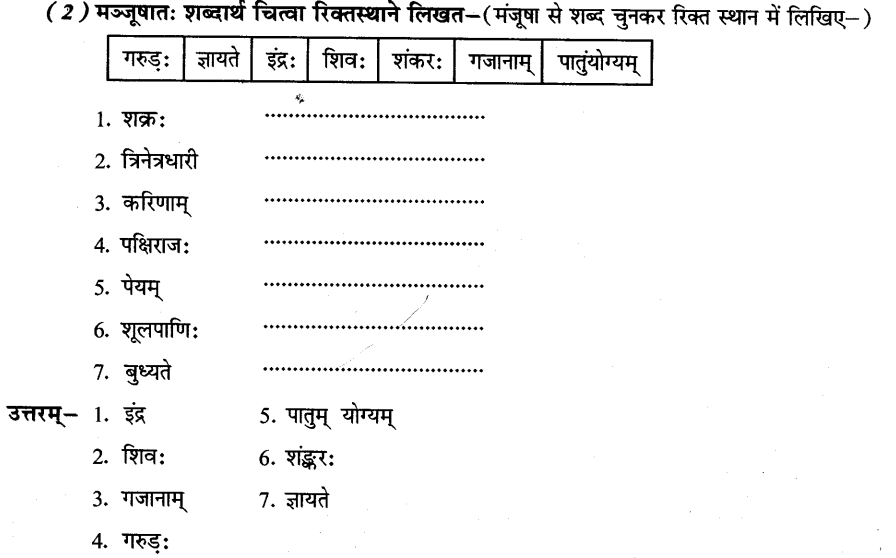 ( 2 ) मञ्जूषातः शब्दार्थं चित्वा रिक्तस्थाने लिखत–(मंजूषा से शब्द चुनकर रिक्त स्थान में लिखिए–)
गरुड़ः ज्ञायते इंद्रः शिवः शंकरः गजानाम् पातुंयोग्यम्
1. शक्रः ......................................
2. त्रिनेत्रधारी ......................................
3. करिणाम् ......................................
4. पक्षिराजः ......................................
5. पेयम् ......................................
6. शूलपाणिः ......................................
7. बुध्यते ......................................
उत्तरम्– 1. इंद्र 5. पातुम् योग्यम्
2. शिवः 6. शंङ्करः
3. गजानाम् 7. ज्ञायते
4. गरुड़ः